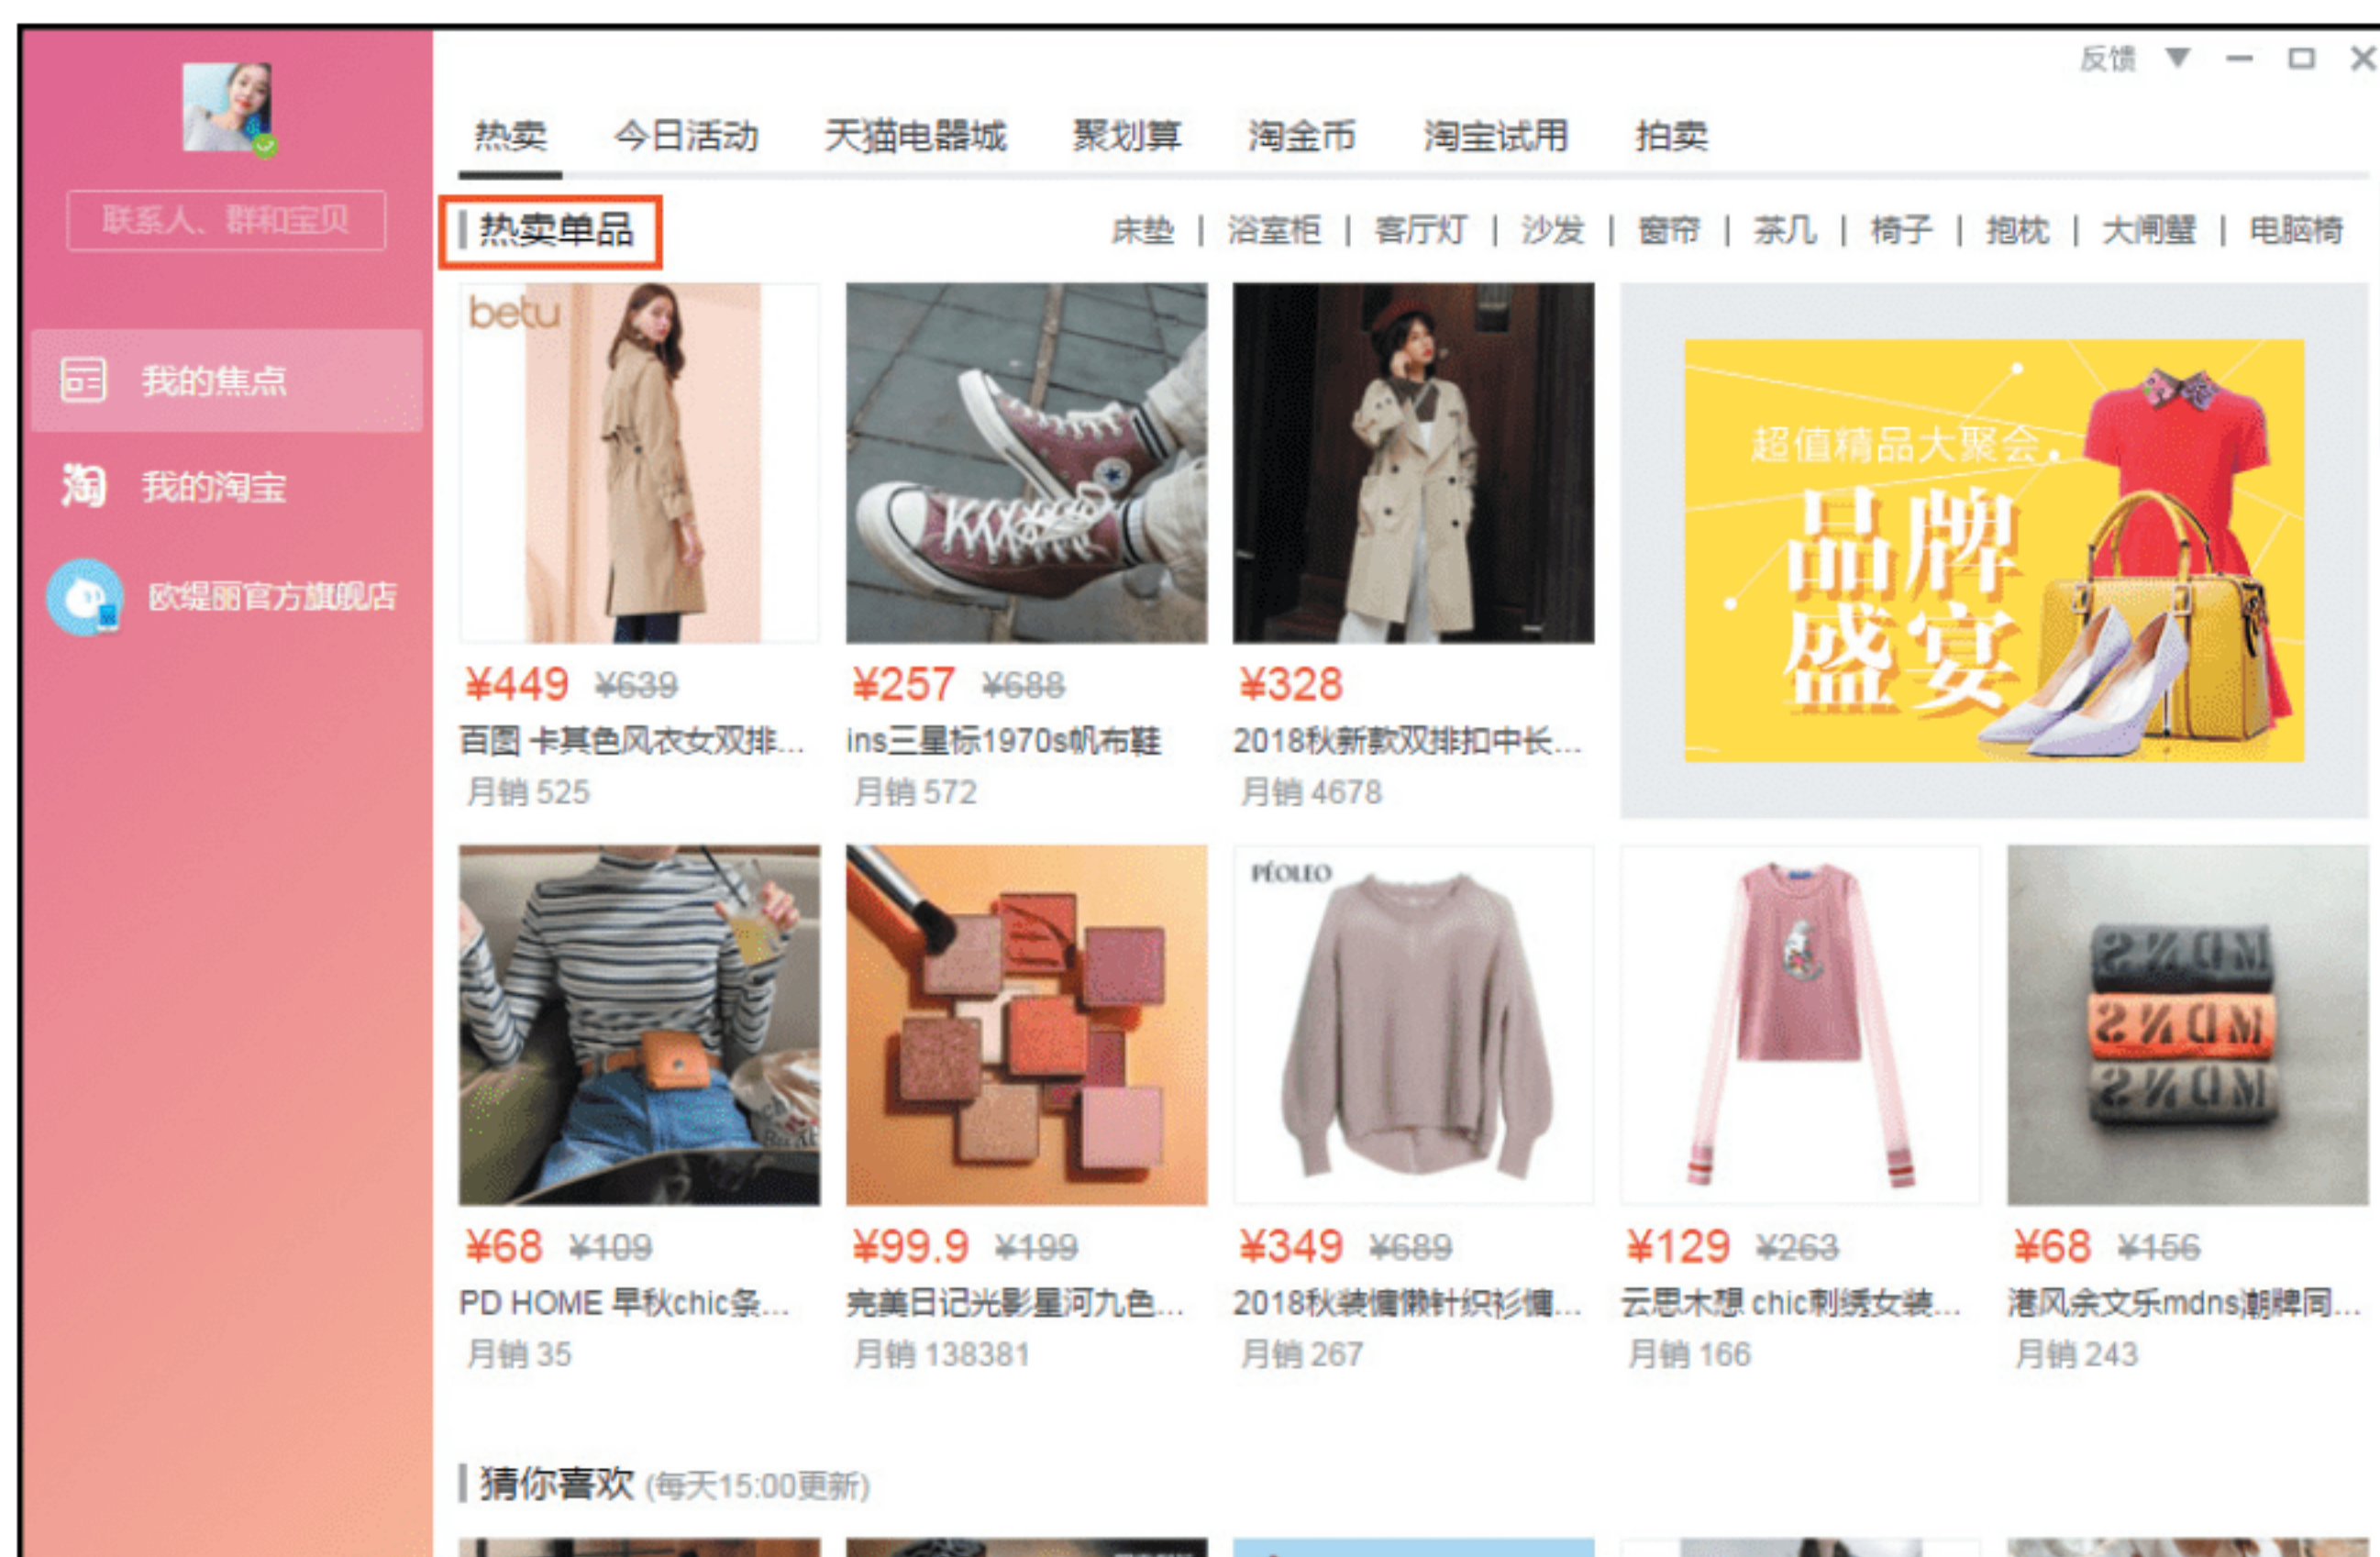 反馈
热卖 今日活动 天猫电器城 聚划算 淘金币 淘宝试用 拍卖
联系人、群和宝贝
热卖单品
床垫 | 浴室柜 | 客厅灯 | 沙发 | 窗帘 | 茶几 | 椅子 | 抱枕 | 大闸蟹 | 电脑椅
我的焦点
我的淘宝
欧缇丽官方旗舰店
betu
超值精品大聚会
品牌
盛宴
¥449 ¥639 ¥257 ¥688 ¥328
百图 卡其色风衣女双排... ins三星标1970s帆布鞋 2018秋新款双排扣中长...
月销 525 月销 572 月销 4678
PÉOLEO
MDNS
MDNS
MDNS
¥68 ¥109 ¥99.9 ¥199 ¥349 ¥689 ¥129 ¥263 ¥68 ¥156
PD HOME 早秋chic条... 完美日记光影星河九色... 2018秋装慵懒针织衫慵... 云思木想 chic刺绣女装... 港风余文乐mdns潮牌同...
月销 35 月销 138381 月销 267 月销 166 月销 243
猜你喜欢 (每天15:00更新)